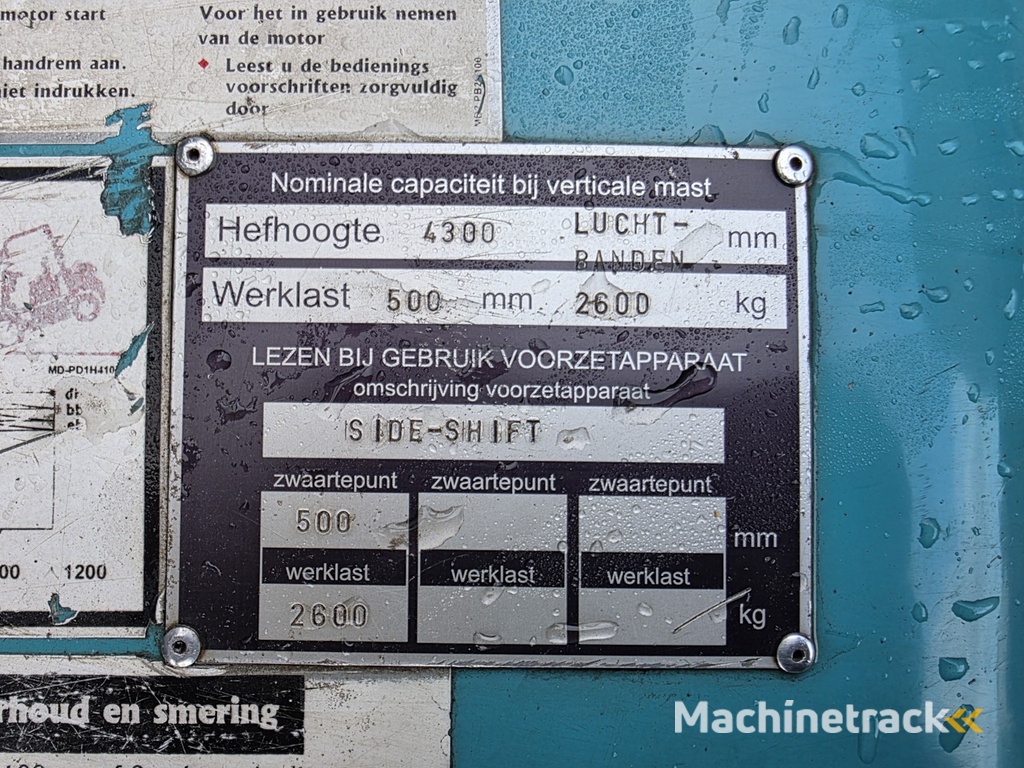 motor start
handrem aan.
niet indrukken.
Voor het in gebruik nemen
van de motor
Leest u de bedienings
voorschriften zorgvuldig
door
Nominale capaciteit bij verticale mast
Hefhoogte 4300 LUCHT- mm
BANDEN
Werklast 500 mm 2600 kg
LEZEN BIJ GEBRUIK VOORZETAPPARAAT
omschrijving voorzetapparaat
SIDE-SHIFT
zwaartepunt zwaartepunt zwaartepunt
500 mm
werklast werklast werklast
2600 kg
MD-PD1H410
1200
rhoud en smering
Machinetrack